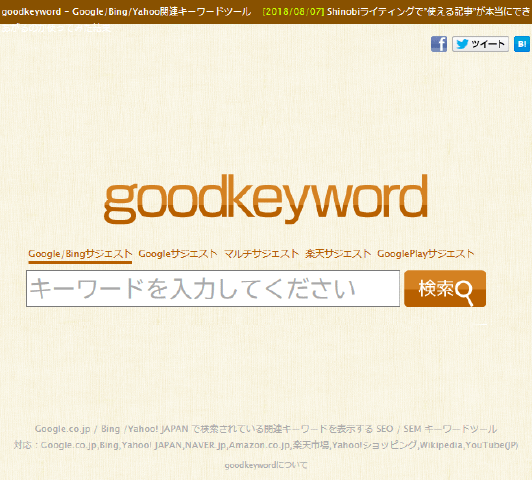 goodkeyword - Google/Bing/Yahoo関連キーワードツール [2018/08/07] Shinobiライティングで"使える記事"が本当にでき
ツイート
B!
goodkeyword
Google/Bingサジェスト Googleサジェスト マルチサジェスト 楽天サジェスト GooglePlayサジェスト
キーワードを入力してください 検索
Google.co.jp / Bing /Yahoo! JAPAN で検索されている関連キーワードを表示する SEO / SEM キーワードツール
対応：Google.co.jp,Bing,Yahoo! JAPAN,NAVER.jp,Amazon.co.jp,楽天市場,Yahoo!ショッピング,Wikipedia,YouTube(JP)
goodkeywordについて